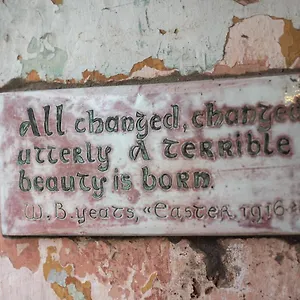 All changed, changed
utterly A terrible
beauty is born.
W. B. Yeats, «Easter, 1916